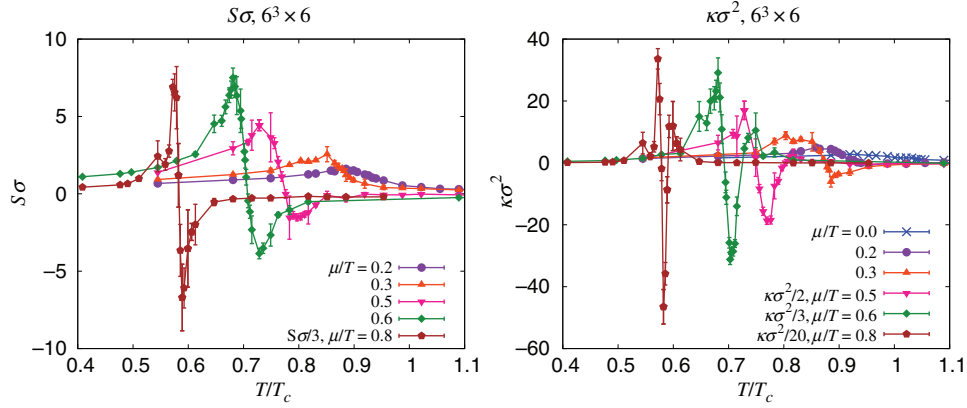 Sσ, 6³ × 6
10
5
0
−5
−10
Sσ
μ/T = 0.2
0.3
0.5
0.6
Sσ/3, μ/T = 0.8
0.4 0.5 0.6 0.7 0.8 0.9 1 1.1
T/T_c
κσ², 6³ × 6
40
20
0
−20
−40
−60
κσ²
μ/T = 0.0
0.2
0.3
κσ²/2, μ/T = 0.5
κσ²/3, μ/T = 0.6
κσ²/20, μ/T = 0.8
0.4 0.5 0.6 0.7 0.8 0.9 1 1.1
T/T_c